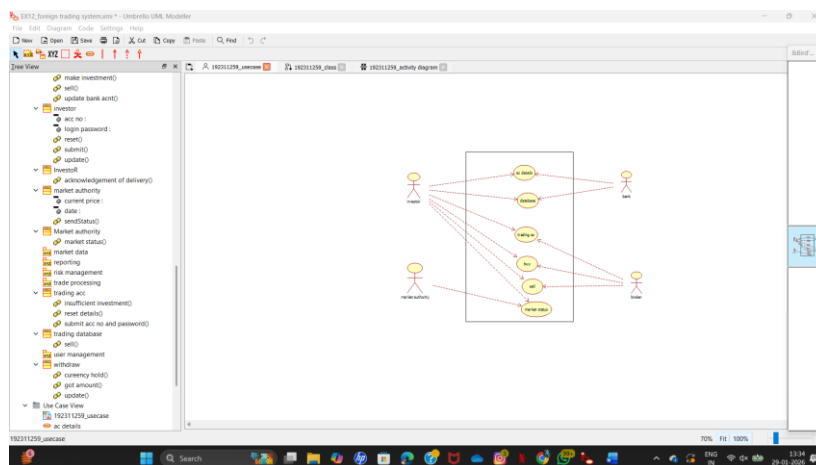 EX12_foreign trading system.xmi * - Umbrello UML Modeller
File Edit Diagram Code Settings Help
New Open Save Cut Copy Paste Find
XYZ
Tree View
192311259_usecase 192311259_class 192311259_activity diagram
make investment()
sell()
update bank acnt()
investor
acc no :
login password :
reset()
submit()
update()
InvestoR
acknowledgement of delivery()
market authority
current price :
date :
sendStatus()
Market authority
market status()
market data
reporting
risk management
trade processing
trading acc
insufficient investment()
reset details()
submit acc no and password()
trading database
sell()
user management
withdraw
cureency hold()
got amount()
update()
Use Case View
192311259_usecase
ac details
ac details
investor
bank
database
trading ac
buy
sell
market authority
broker
market status
192311259_usecase
70% Fit 100%
Search
ENG
IN
13:34
29-01-2026